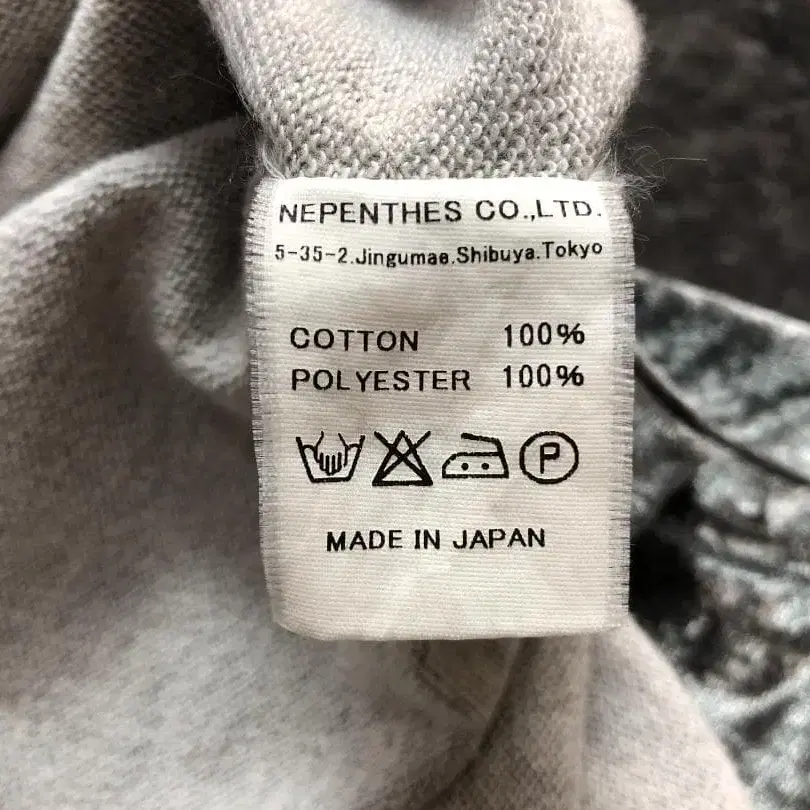 NEPENTHES CO.,LTD.
5-35-2.Jingumae.Shibuya.Tokyo
COTTON 100%
POLYESTER 100%
P
MADE IN JAPAN